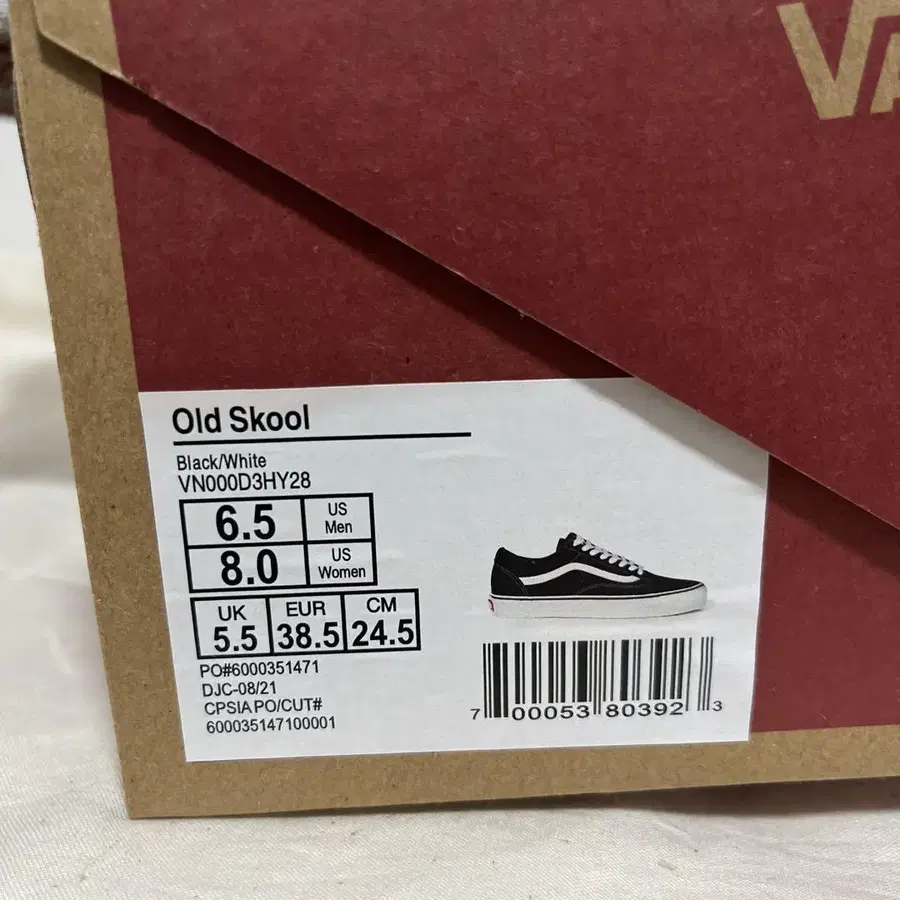 VA
Old Skool
Black/White
VN000D3HY28
6.5 US Men
8.0 US Women
UK EUR CM
5.5 38.5 24.5
PO#6000351471
DJC-08/21
CPSIA PO/CUT#
600035147100001
7 00053 80392 3